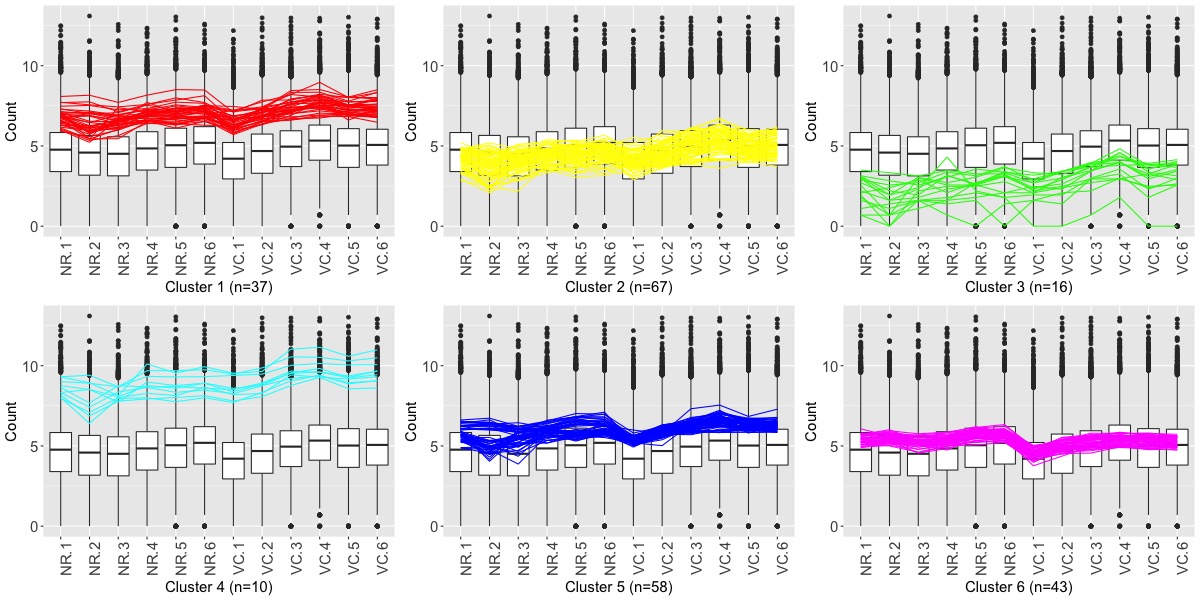 Count
10
5
0
NR.1 NR.2 NR.3 NR.4 NR.5 NR.6 VC.1 VC.2 VC.3 VC.4 VC.5 VC.6
Cluster 1 (n=37)
Count
10
5
0
NR.1 NR.2 NR.3 NR.4 NR.5 NR.6 VC.1 VC.2 VC.3 VC.4 VC.5 VC.6
Cluster 2 (n=67)
Count
10
5
0
NR.1 NR.2 NR.3 NR.4 NR.5 NR.6 VC.1 VC.2 VC.3 VC.4 VC.5 VC.6
Cluster 3 (n=16)
Count
10
5
0
NR.1 NR.2 NR.3 NR.4 NR.5 NR.6 VC.1 VC.2 VC.3 VC.4 VC.5 VC.6
Cluster 4 (n=10)
Count
10
5
0
NR.1 NR.2 NR.3 NR.4 NR.5 NR.6 VC.1 VC.2 VC.3 VC.4 VC.5 VC.6
Cluster 5 (n=58)
Count
10
5
0
NR.1 NR.2 NR.3 NR.4 NR.5 NR.6 VC.1 VC.2 VC.3 VC.4 VC.5 VC.6
Cluster 6 (n=43)